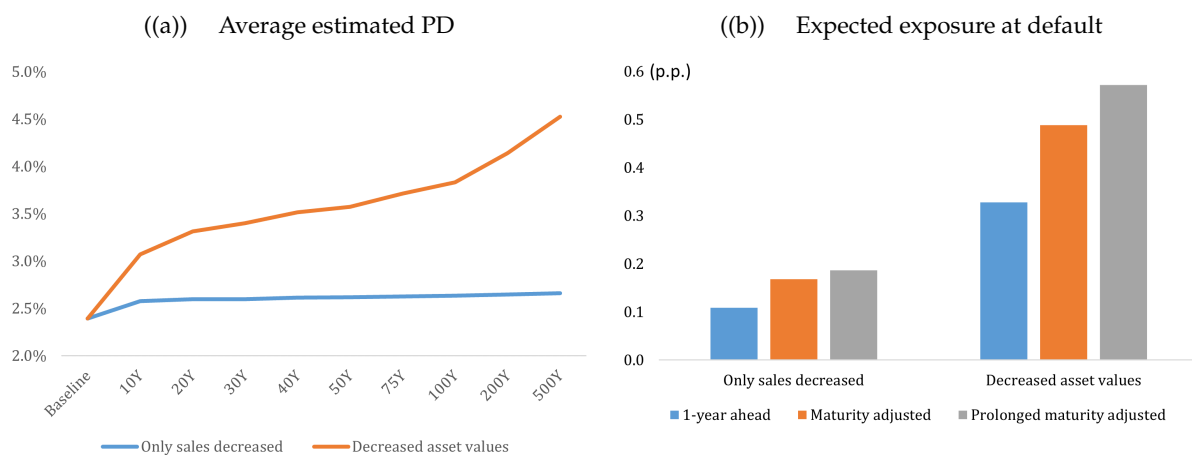 ((a)) Average estimated PD
5.0%
4.5%
4.0%
3.5%
3.0%
2.5%
2.0%
Baseline
10Y
20Y
30Y
40Y
50Y
75Y
100Y
200Y
500Y
Only sales decreased
Decreased asset values
((b)) Expected exposure at default
0.6 (p.p.)
0.5
0.4
0.3
0.2
0.1
0.0
Only sales decreased
Decreased asset values
1-year ahead
Maturity adjusted
Prolonged maturity adjusted